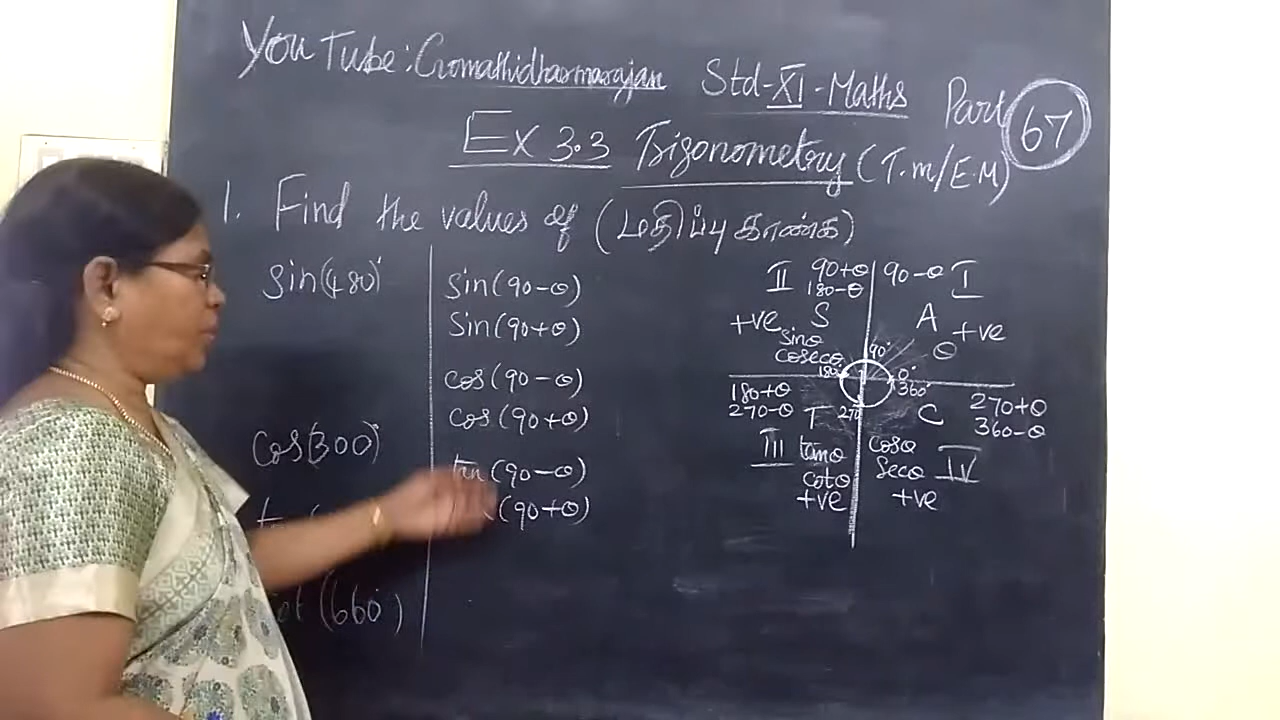 YouTube: Gomathidharmarajan Std-XI-Maths Part 67
Ex 3.3 Trigonometry (T.M/E.M)
1. Find the values of (மதிப்பு காண்க)
sin(480°)
cos(300°)
(660°)
sin(90-θ)
sin(90+θ)
cos(90-θ)
cos(90+θ)
tan(90-θ)
(90+θ)
II 90+θ 90-θ I
180-θ
+ve S A +ve
sinθ θ
cosecθ 90°
180° 0°
360°
180+θ 270+θ
270-θ T 270° C 360-θ
III tanθ cosθ
cotθ secθ IV
+ve +ve